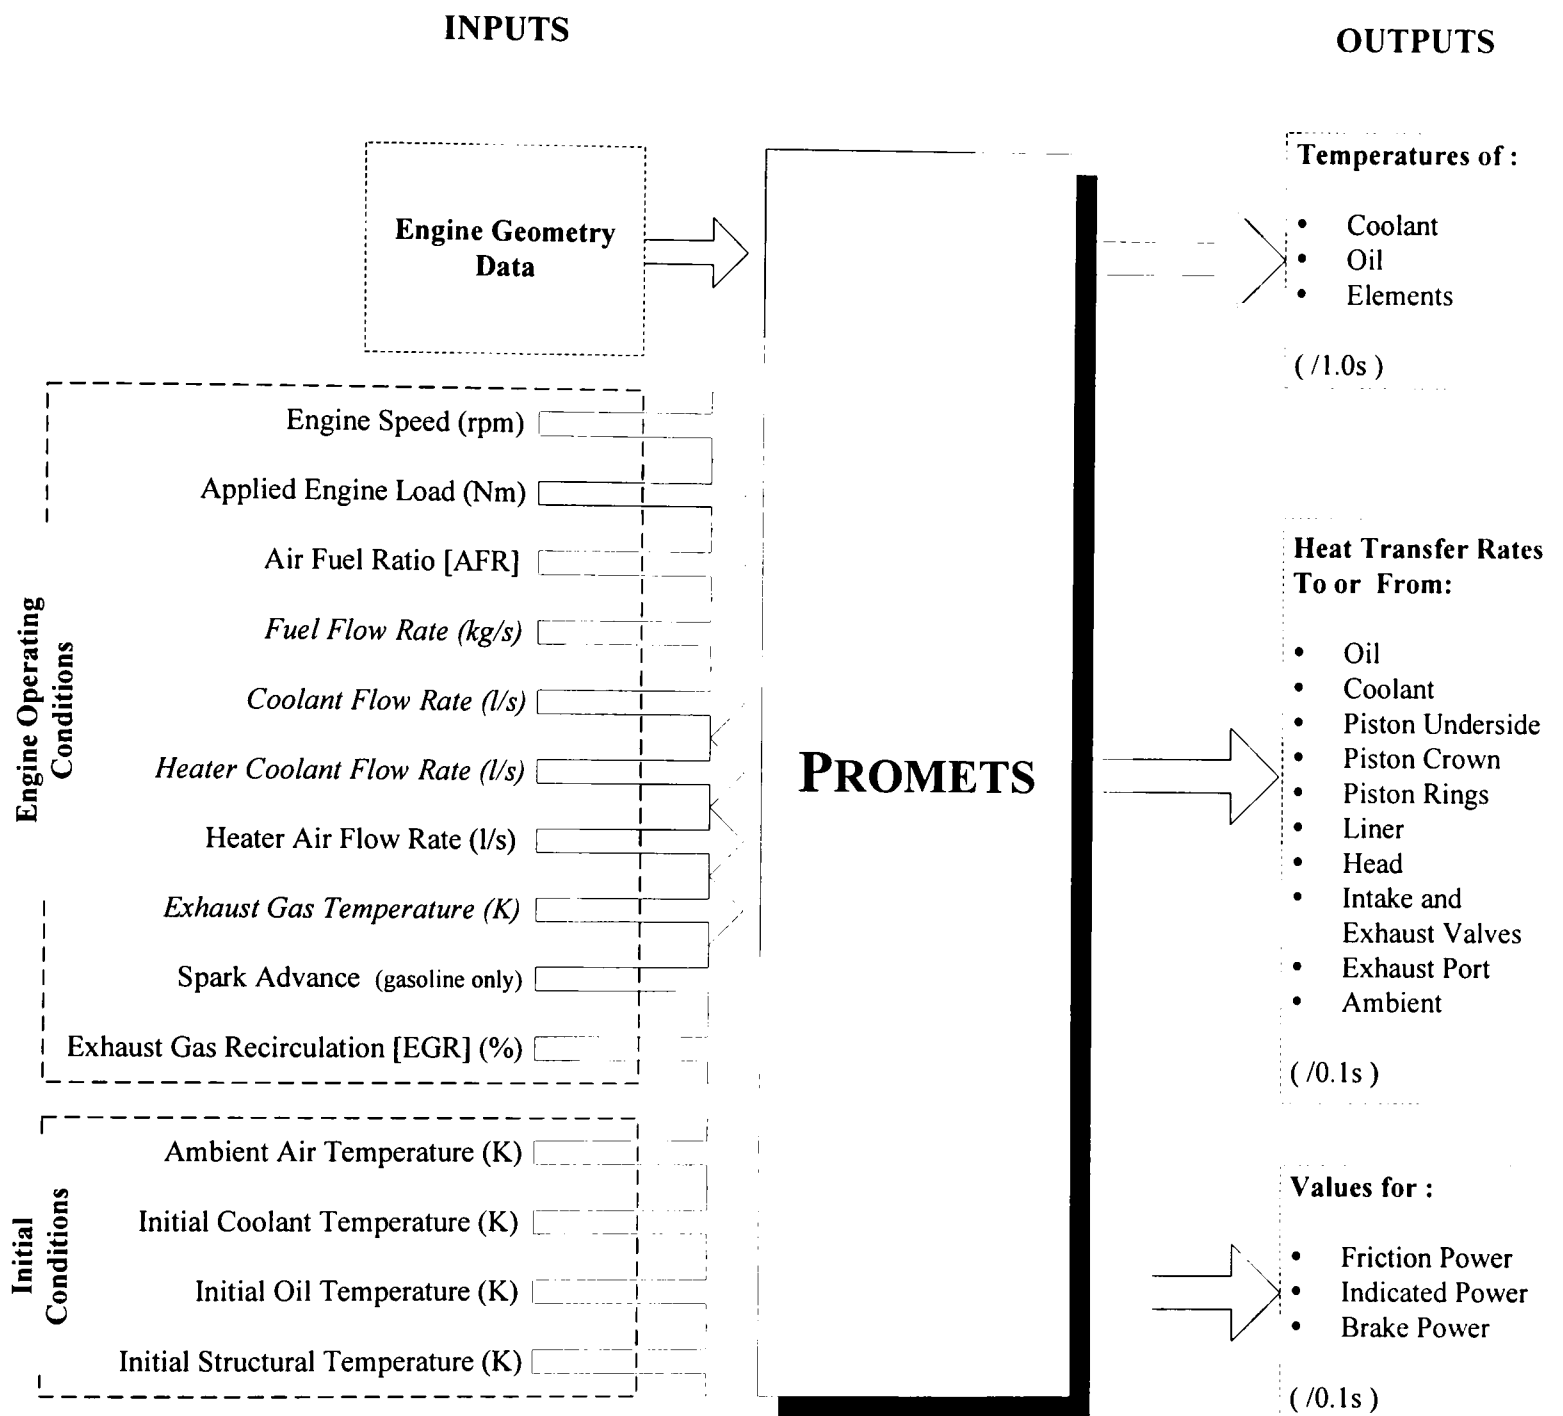 INPUTS
OUTPUTS
Engine Geometry
Data
Engine Operating
Conditions
Engine Speed (rpm)
Applied Engine Load (Nm)
Air Fuel Ratio [AFR]
Fuel Flow Rate (kg/s)
Coolant Flow Rate (l/s)
Heater Coolant Flow Rate (l/s)
Heater Air Flow Rate (l/s)
Exhaust Gas Temperature (K)
Spark Advance (gasoline only)
Exhaust Gas Recirculation [EGR] (%)
Initial
Conditions
Ambient Air Temperature (K)
Initial Coolant Temperature (K)
Initial Oil Temperature (K)
Initial Structural Temperature (K)
PROMETS
Temperatures of :
• Coolant
• Oil
• Elements
( /1.0s )
Heat Transfer Rates
To or From:
• Oil
• Coolant
• Piston Underside
• Piston Crown
• Piston Rings
• Liner
• Head
• Intake and
Exhaust Valves
• Exhaust Port
• Ambient
( /0.1s )
Values for :
• Friction Power
• Indicated Power
• Brake Power
( /0.1s )